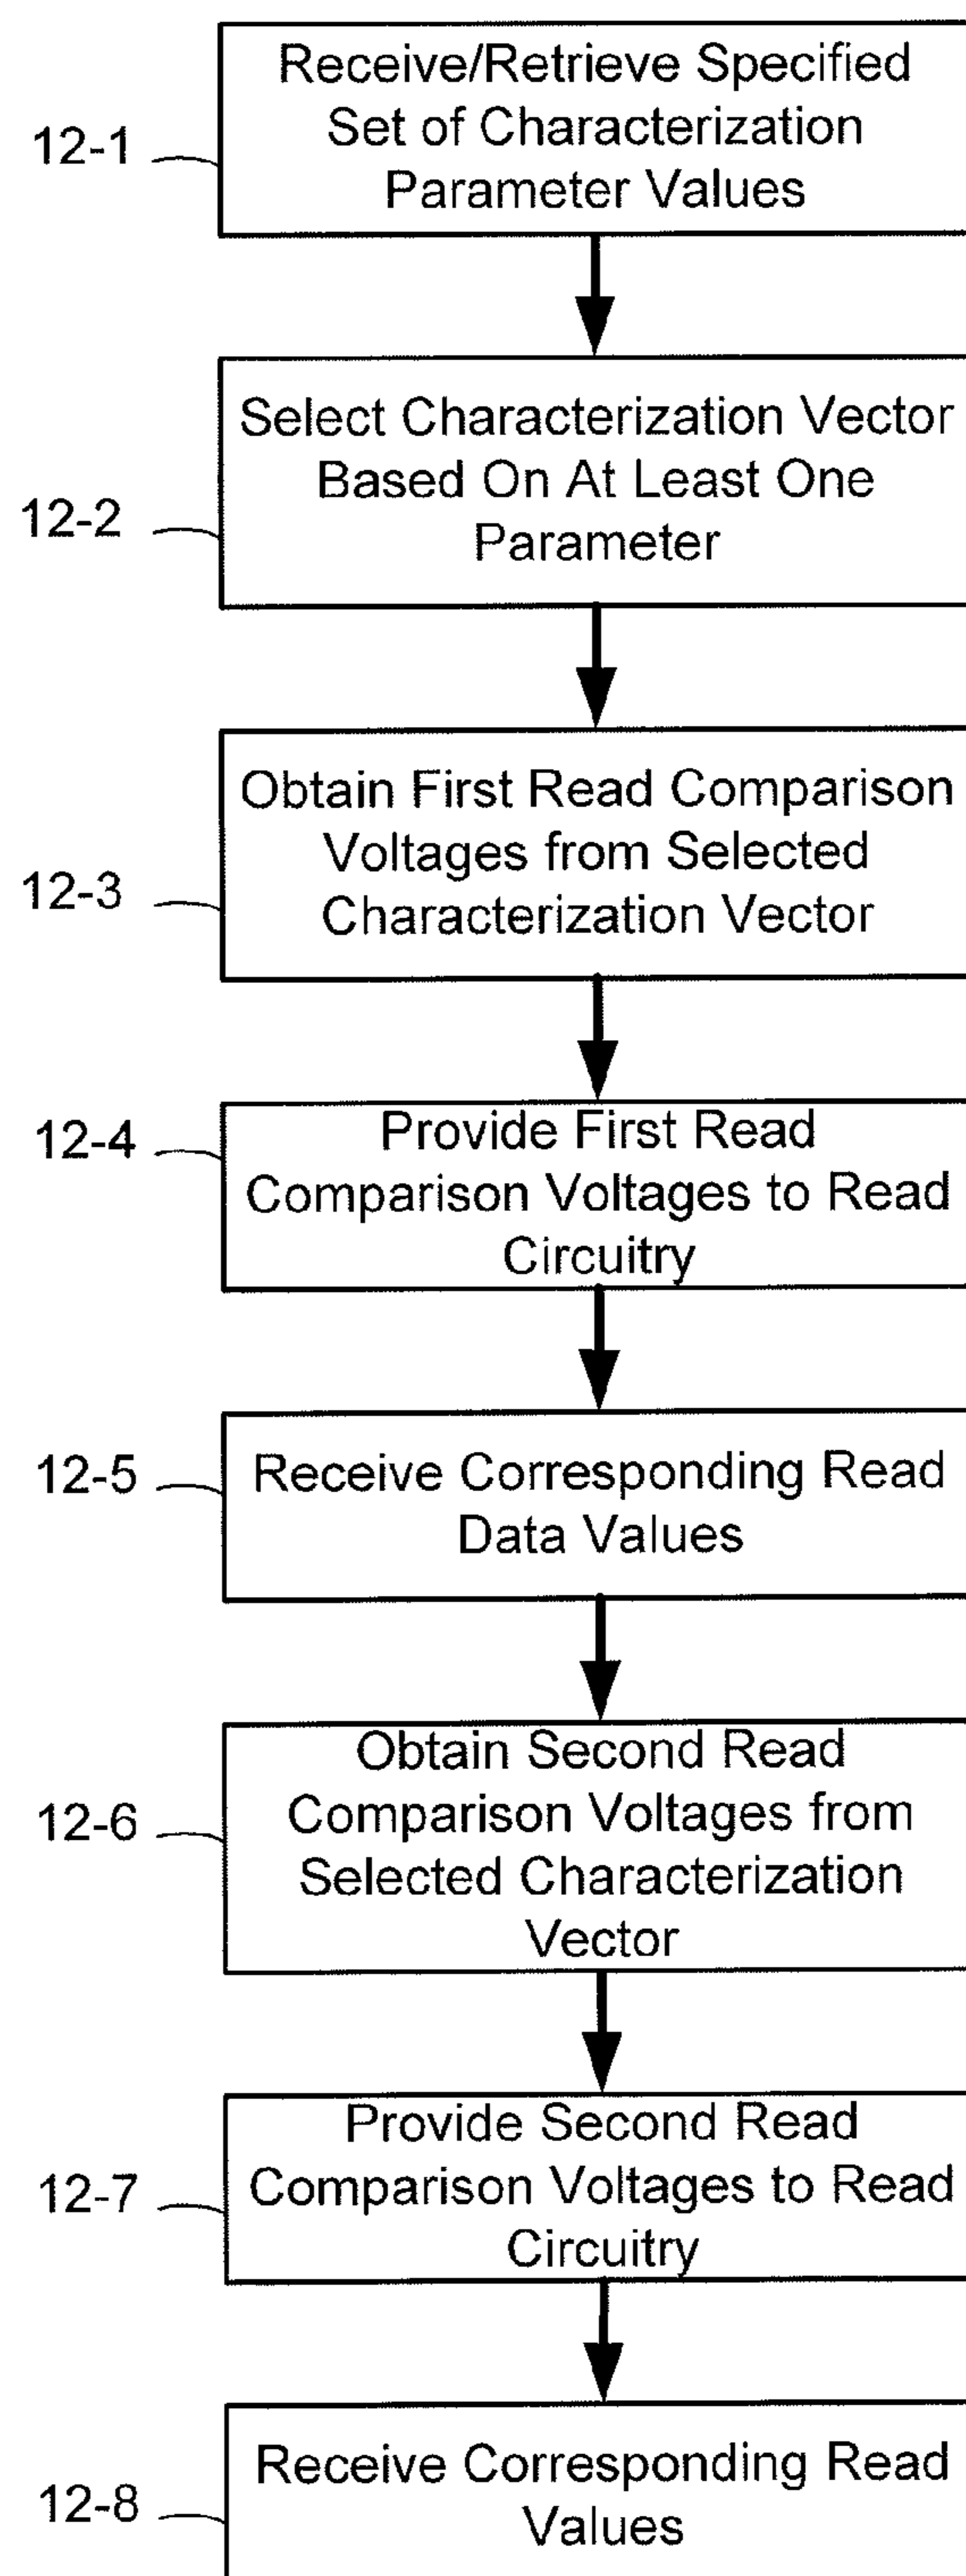 Receive/Retrieve Specified
Set of Characterization
Parameter Values
12-1
Select Characterization Vector
Based On At Least One
Parameter
12-2
Obtain First Read Comparison
Voltages from Selected
Characterization Vector
12-3
Provide First Read
Comparison Voltages to Read
Circuitry
12-4
Receive Corresponding Read
Data Values
12-5
Obtain Second Read
Comparison Voltages from
Selected Characterization
Vector
12-6
Provide Second Read
Comparison Voltages to Read
Circuitry
12-7
Receive Corresponding Read
Values
12-8